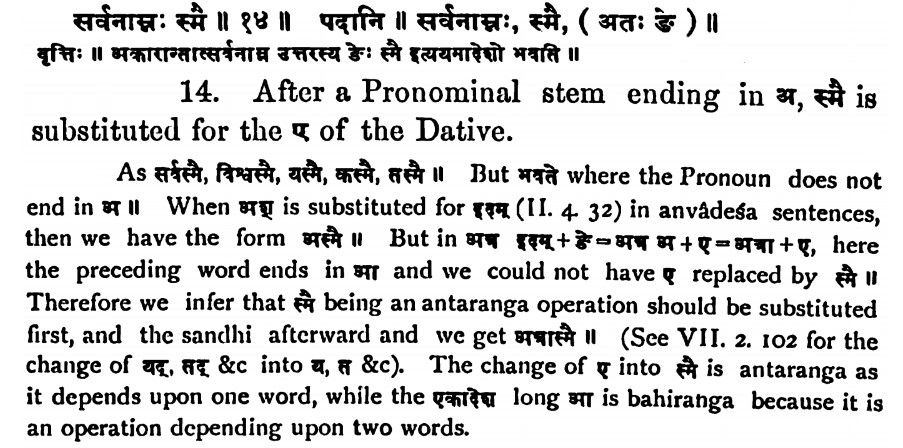 सर्वनाम्नः स्मै ॥ १४ ॥ पदानि ॥ सर्वनाम्नः, स्मै, ( अतः ङे ) ॥
वृत्तिः ॥ अकारान्तात्सर्वनाम्न उत्तरस्य ङेः स्मै इत्ययमादेशो भवति ॥
14. After a Pronominal stem ending in अ, स्मै is
substituted for the ए of the Dative.
As सर्वस्मै, विश्वस्मै, यस्मै, कस्मै, तस्मै ॥ But भवते where the Pronoun does not
end in अ ॥ When अश् is substituted for इदम् (II. 4. 32) in anvâdeśa sentences,
then we have the form अस्मै ॥ But in अत्र इदम् + ङे = अत्र अ + ए = अत्रा + ए, here
the preceding word ends in आ and we could not have ए replaced by स्मै ॥
Therefore we infer that स्मै being an antaranga operation should be substituted
first, and the sandhi afterward and we get अत्रास्मै ॥ (See VII. 2. 102 for the
change of यद्, तद् &c into य, त &c). The change of ए into स्मै is antaranga as
it depends upon one word, while the एकादेश long आ is bahiranga because it is
an operation depending upon two words.